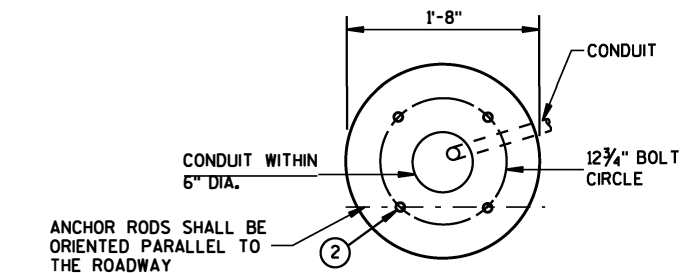 1'-8"
CONDUIT
CONDUIT WITHIN
6" DIA.
12¾" BOLT
CIRCLE
ANCHOR RODS SHALL BE
ORIENTED PARALLEL TO
THE ROADWAY
2